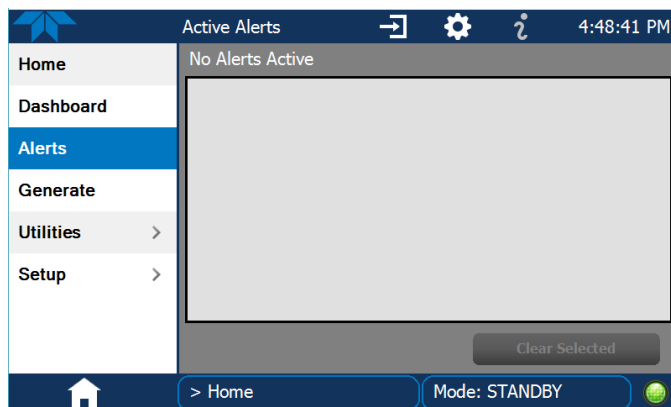 Active Alerts
4:48:41 PM
Home
No Alerts Active
Dashboard
Alerts
Generate
Utilities >
Setup >
Clear Selected
> Home
Mode: STANDBY